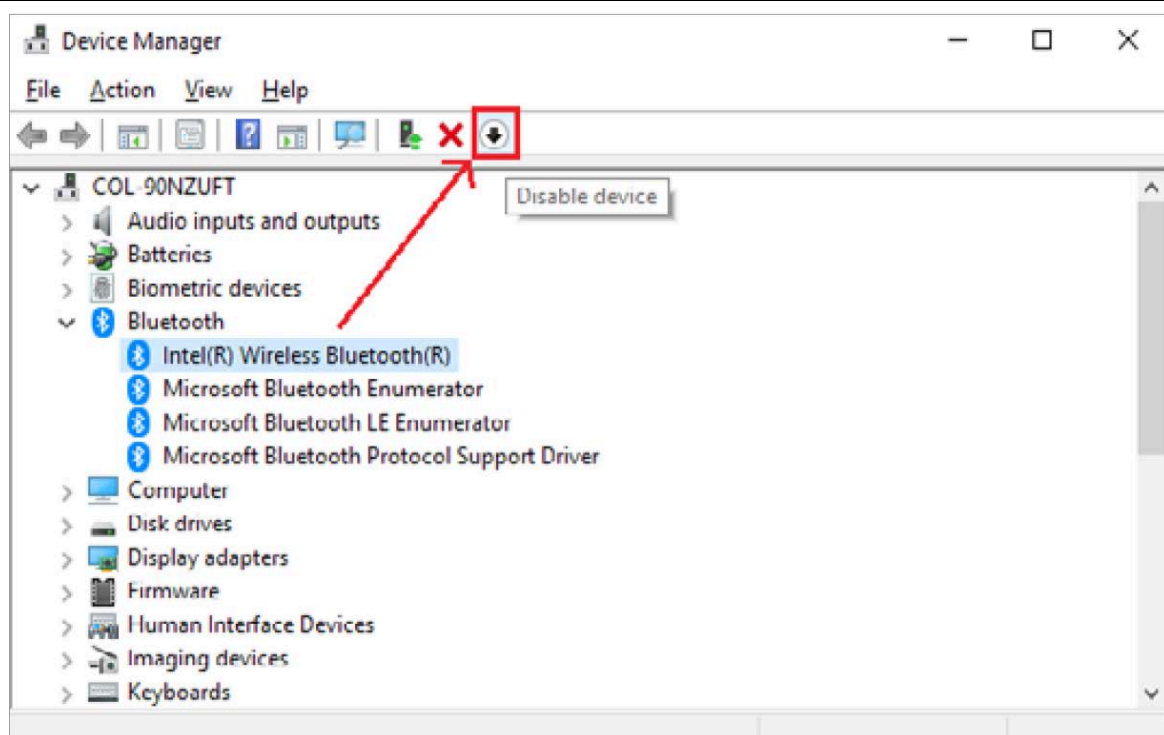 Device Manager
File Action View Help
Disable device
COL-90NZUFT
Audio inputs and outputs
Batteries
Biometric devices
Bluetooth
Intel(R) Wireless Bluetooth(R)
Microsoft Bluetooth Enumerator
Microsoft Bluetooth LE Enumerator
Microsoft Bluetooth Protocol Support Driver
Computer
Disk drives
Display adapters
Firmware
Human Interface Devices
Imaging devices
Keyboards